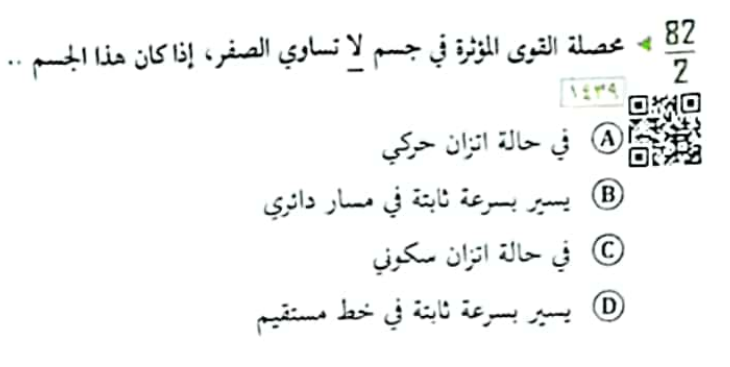 82
2
محصلة القوى المؤثرة في جسم لا تساوي الصفر، إذا كان هذا الجسم ..
١٤٣٩
A في حالة اتزان حركي
B يسير بسرعة ثابتة في مسار دائري
C في حالة اتزان سكوني
D يسير بسرعة ثابتة في خط مستقيم